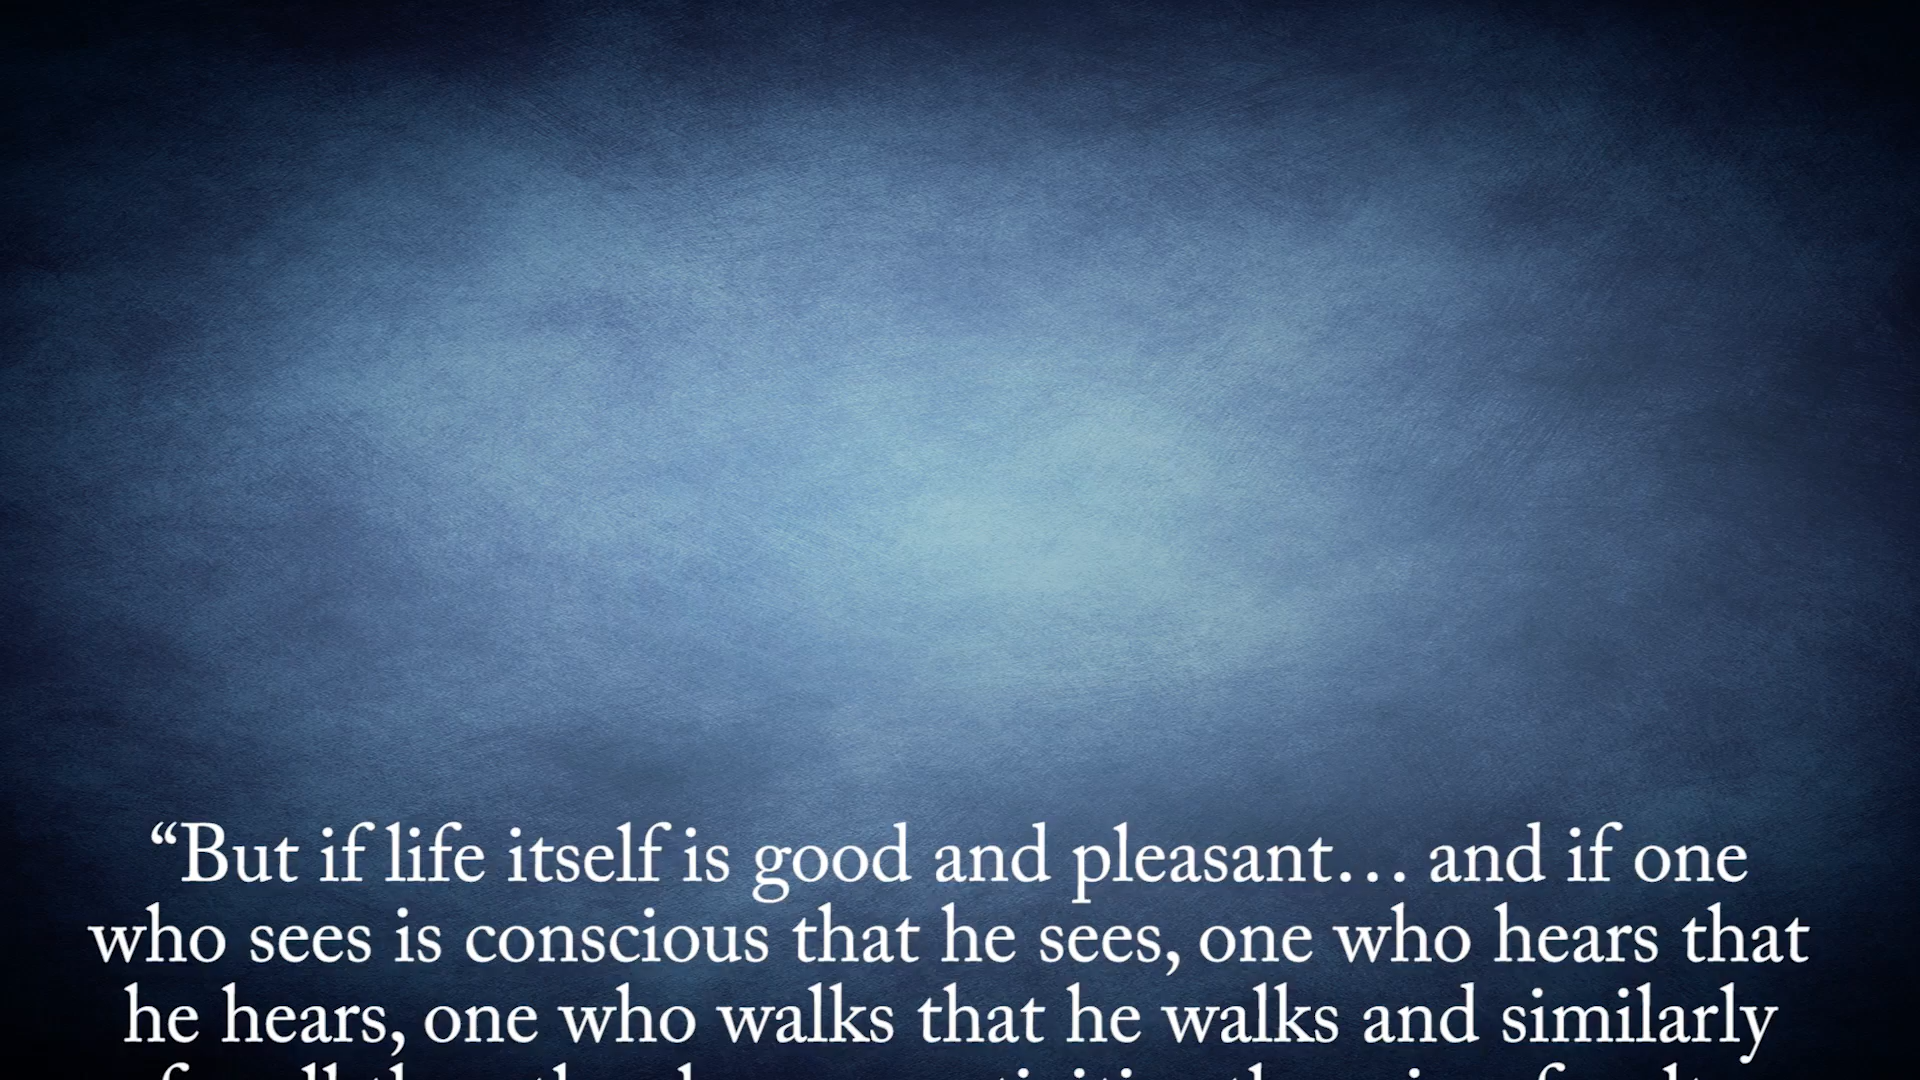 “But if life itself is good and pleasant… and if one
who sees is conscious that he sees, one who hears that
he hears, one who walks that he walks and similarly